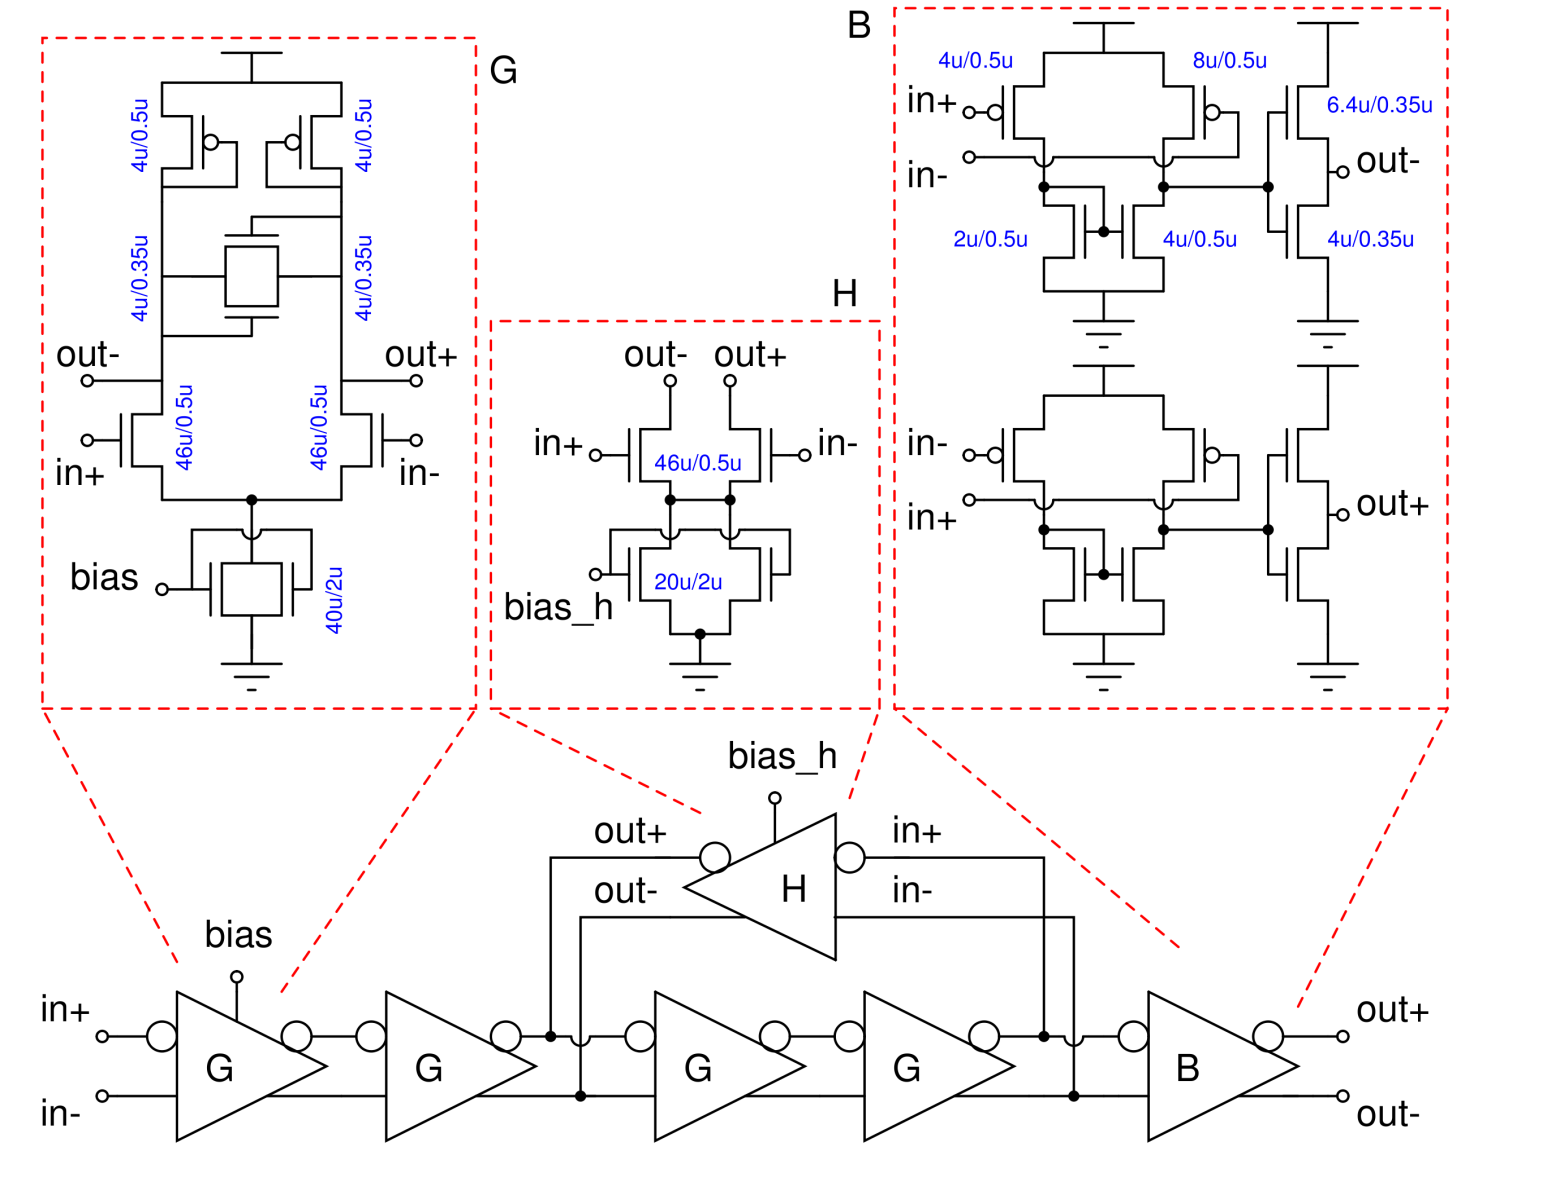 G
4u/0.5u
4u/0.5u
4u/0.35u
4u/0.35u
out-
out+
46u/0.5u
46u/0.5u
in+
in-
bias
40u/2u
H
out-
out+
in+
in-
46u/0.5u
20u/2u
bias_h
B
4u/0.5u
8u/0.5u
in+
6.4u/0.35u
in-
out-
2u/0.5u
4u/0.5u
4u/0.35u
in-
in+
out+
bias_h
out+
in+
out-
H
in-
bias
in+
out+
G
G
G
G
B
in-
out-